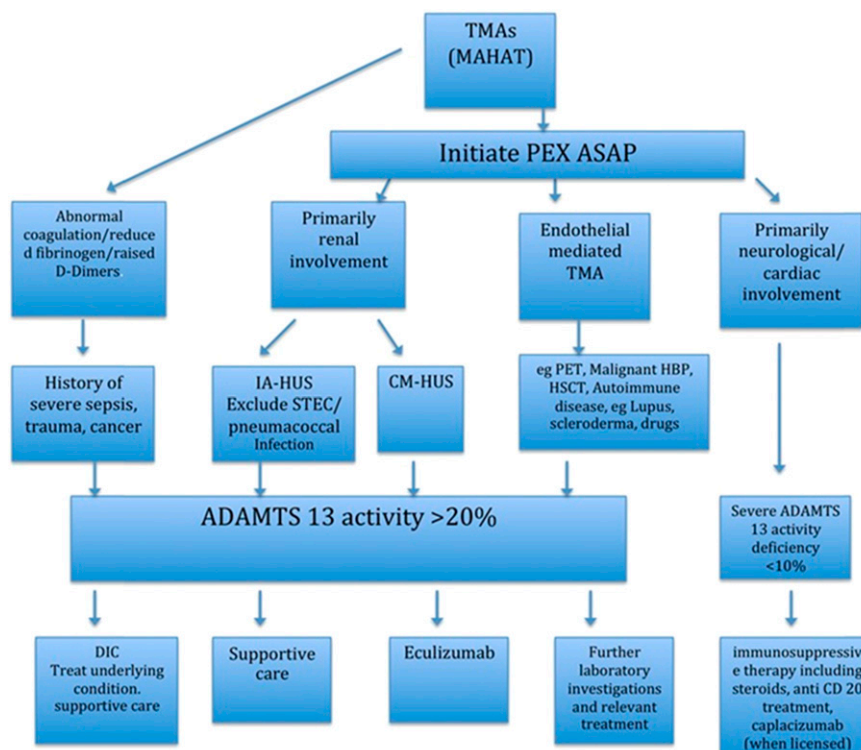 TMAs
(MAHAT)
Initiate PEX ASAP
Abnormal
coagulation/reduce
d fibrinogen/raised
D-Dimers.
Primarily
renal
involvement
Endothelial
mediated
TMA
Primarily
neurological/
cardiac
involvement
History of
severe sepsis,
trauma, cancer
IA-HUS
Exclude STEC/
pneumacoccal
Infection
CM-HUS
eg PET, Malignant HBP,
HSCT, Autoimmune
disease, eg Lupus,
scleroderma, drugs
ADAMTS 13 activity >20%
Severe ADAMTS
13 activity
deficiency
<10%
DIC
Treat underlying
condition.
supportive care
Supportive
care
Eculizumab
Further
laboratory
investigations
and relevant
treatment
immunosuppressiv
e therapy including
steroids, anti CD 20
treatment,
caplacizumab
(when licensed)